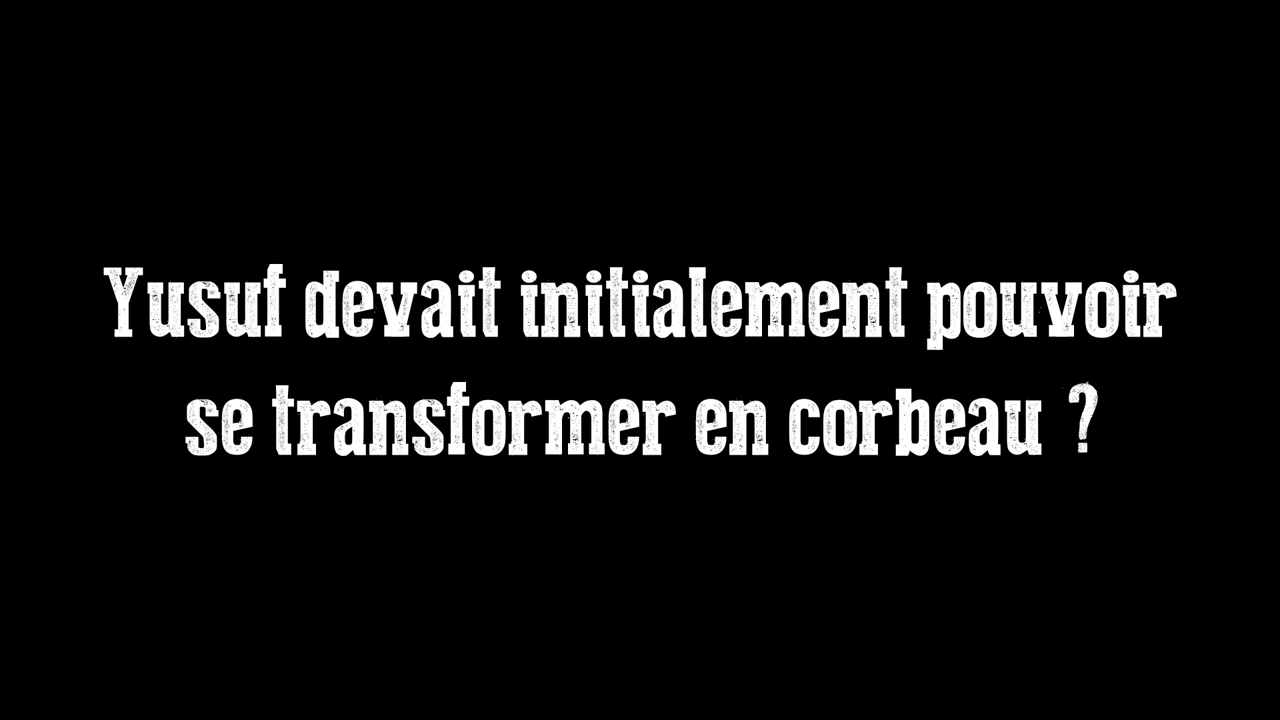 Yusuf devait initialement pouvoir
se transformer en corbeau ?